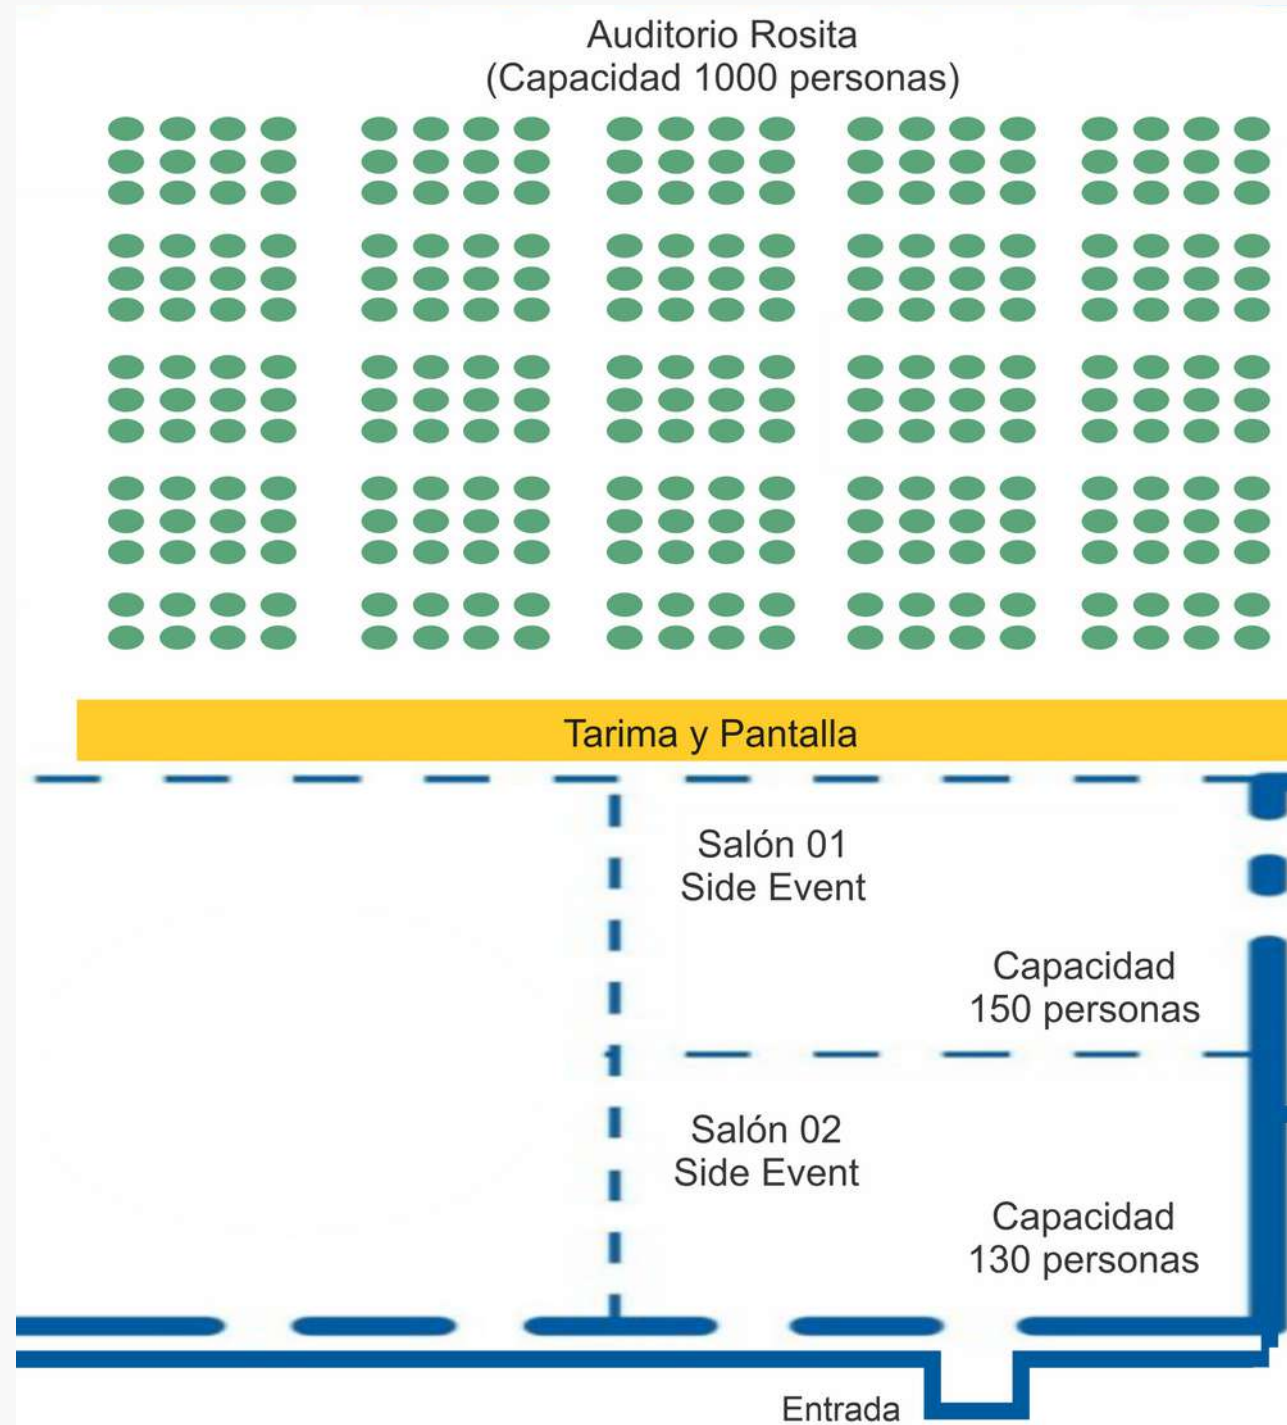 Auditorio Rosita
(Capacidad 1000 personas)
Tarima y Pantalla
Salón 01
Side Event
Capacidad
150 personas
Salón 02
Side Event
Capacidad
130 personas
Entrada